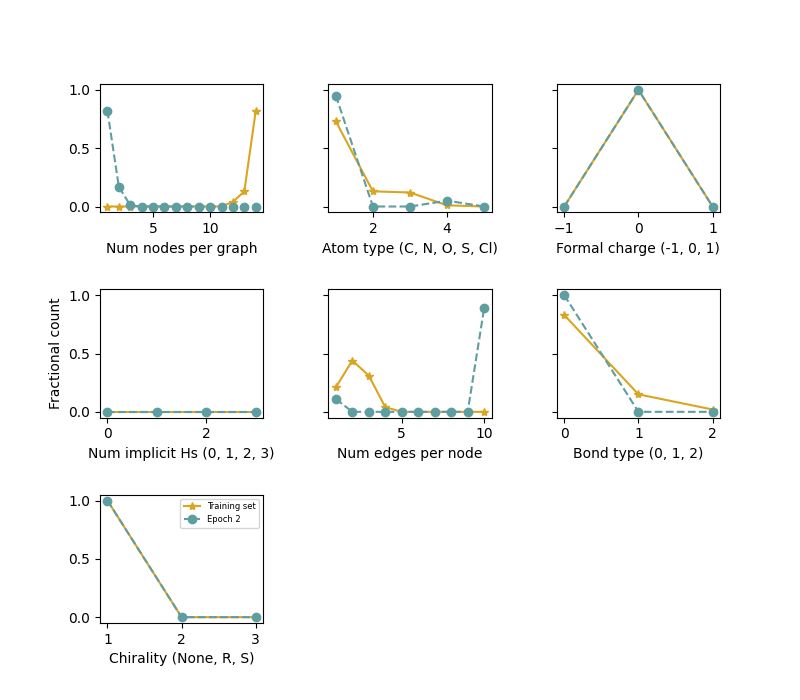 1.0
0.5
0.0
5 10
Num nodes per graph
2 4
Atom type (C, N, O, S, Cl)
−1 0 1
Formal charge (-1, 0, 1)
Fractional count
1.0
0.5
0.0
0 2
Num implicit Hs (0, 1, 2, 3)
5 10
Num edges per node
0 1 2
Bond type (0, 1, 2)
1.0
0.5
0.0
Training set
Epoch 2
1 2 3
Chirality (None, R, S)